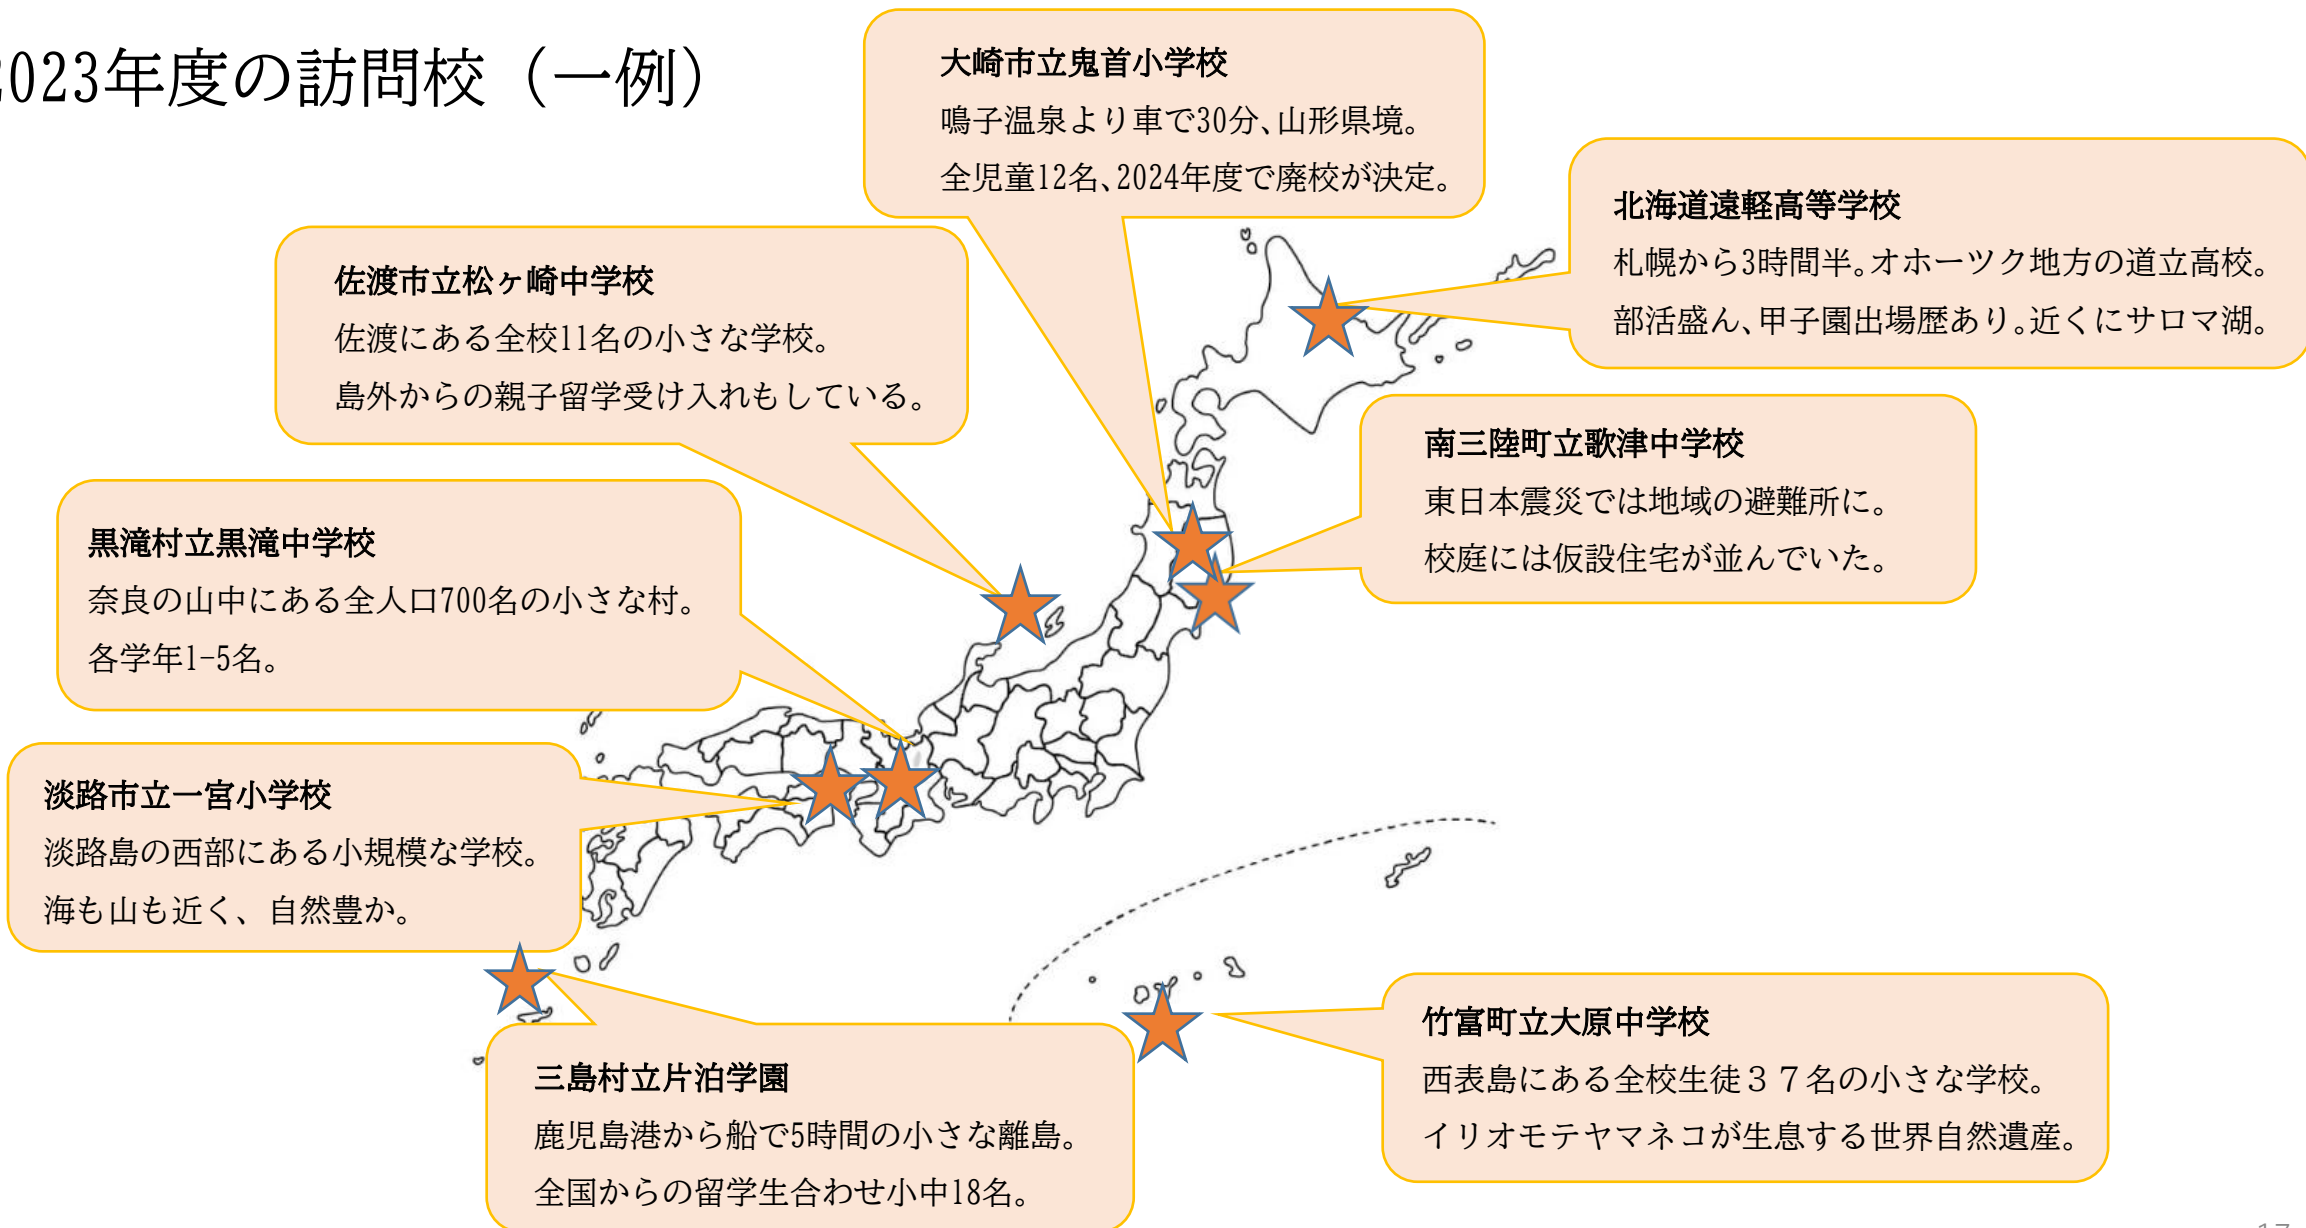 2023年度の訪問校（一例）
大崎市立鬼首小学校
鳴子温泉より車で30分、山形県境。
全児童12名、2024年度で廃校が決定。
北海道遠軽高等学校
札幌から3時間半。オホーツク地方の道立高校。
部活盛ん、甲子園出場歴あり。近くにサロマ湖。
佐渡市立松ヶ崎中学校
佐渡にある全校11名の小さな学校。
島外からの親子留学受け入れもしている。
南三陸町立歌津中学校
東日本震災では地域の避難所に。
校庭には仮設住宅が並んでいた。
黒滝村立黒滝中学校
奈良の山中にある全人口700名の小さな村。
各学年1-5名。
淡路市立一宮小学校
淡路島の西部にある小規模な学校。
海も山も近く、自然豊か。
三島村立片泊学園
鹿児島港から船で5時間の小さな離島。
全国からの留学生合わせ小中18名。
竹富町立大原中学校
西表島にある全校生徒３７名の小さな学校。
イリオモテヤマネコが生息する世界自然遺産。
17